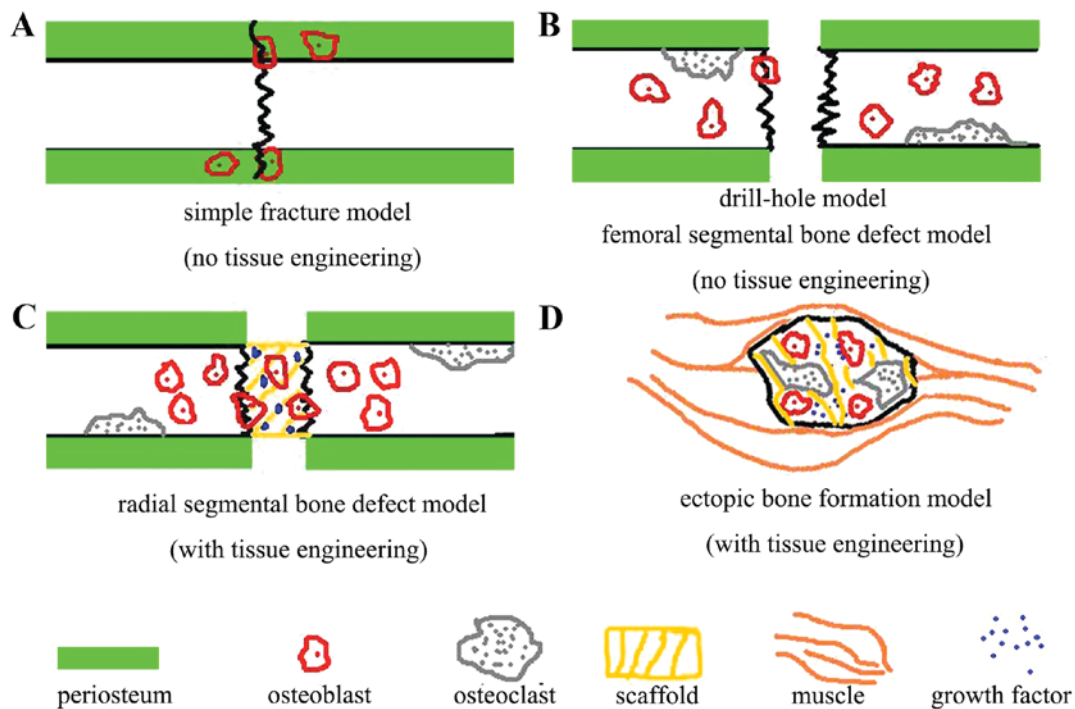 A
simple fracture model
(no tissue engineering)
B
drill-hole model
femoral segmental bone defect model
(no tissue engineering)
C
radial segmental bone defect model
(with tissue engineering)
D
ectopic bone formation model
(with tissue engineering)
periosteum
osteoblast
osteoclast
scaffold
muscle
growth factor